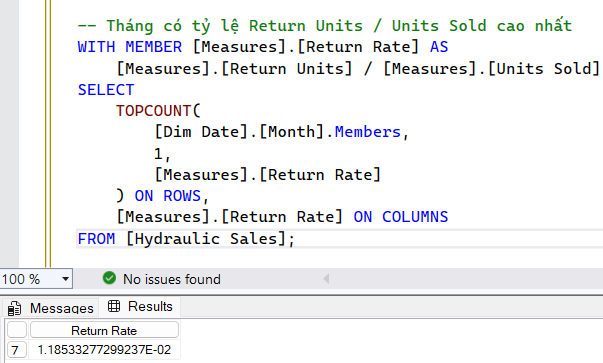 -- Tháng có tỷ lệ Return Units / Units Sold cao nhất
WITH MEMBER [Measures].[Return Rate] AS
[Measures].[Return Units] / [Measures].[Units Sold]
SELECT
TOPCOUNT(
[Dim Date].[Month].Members,
1,
[Measures].[Return Rate]
) ON ROWS,
[Measures].[Return Rate] ON COLUMNS
FROM [Hydraulic Sales];
100 %
No issues found
Messages
Results
Return Rate
7
1.18533277299237E-02